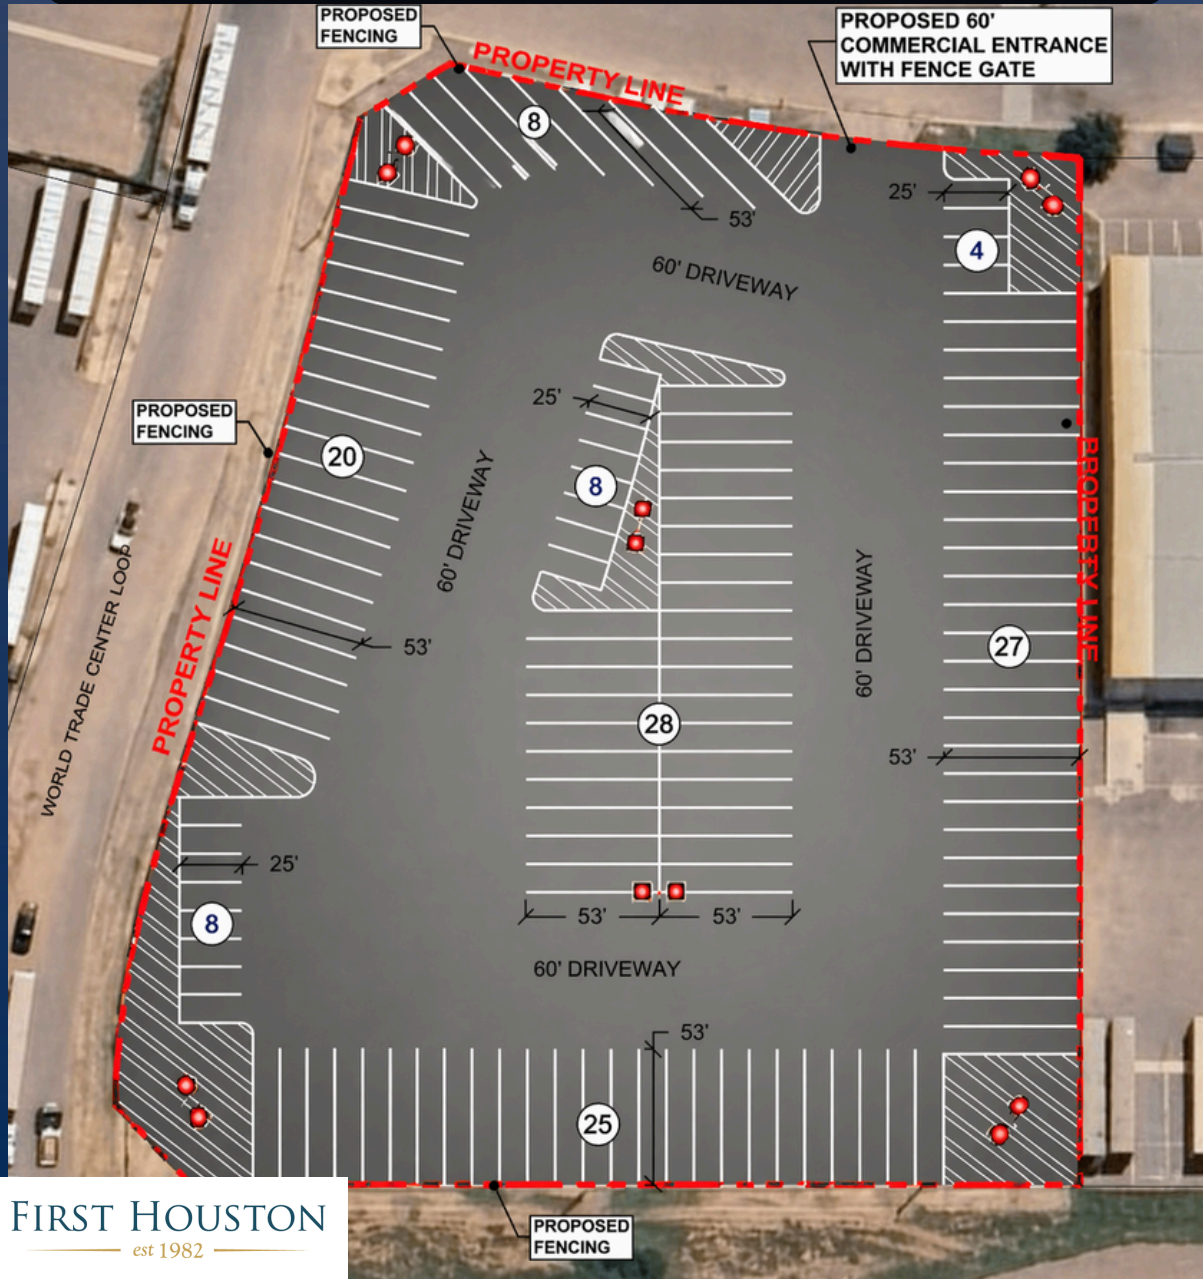 PROPOSED
FENCING
PROPERTY LINE
PROPOSED 60'
COMMERCIAL ENTRANCE
WITH FENCE GATE
8
53'
25'
4
60' DRIVEWAY
25'
PROPOSED
FENCING
20
8
60' DRIVEWAY
PROPERTY LINE
60' DRIVEWAY
WORLD TRADE CENTER LOOP
PROPERTY LINE
53'
27
28
53'
25'
8
53'
53'
60' DRIVEWAY
53'
25
PROPOSED
FENCING
FIRST HOUSTON
est 1982